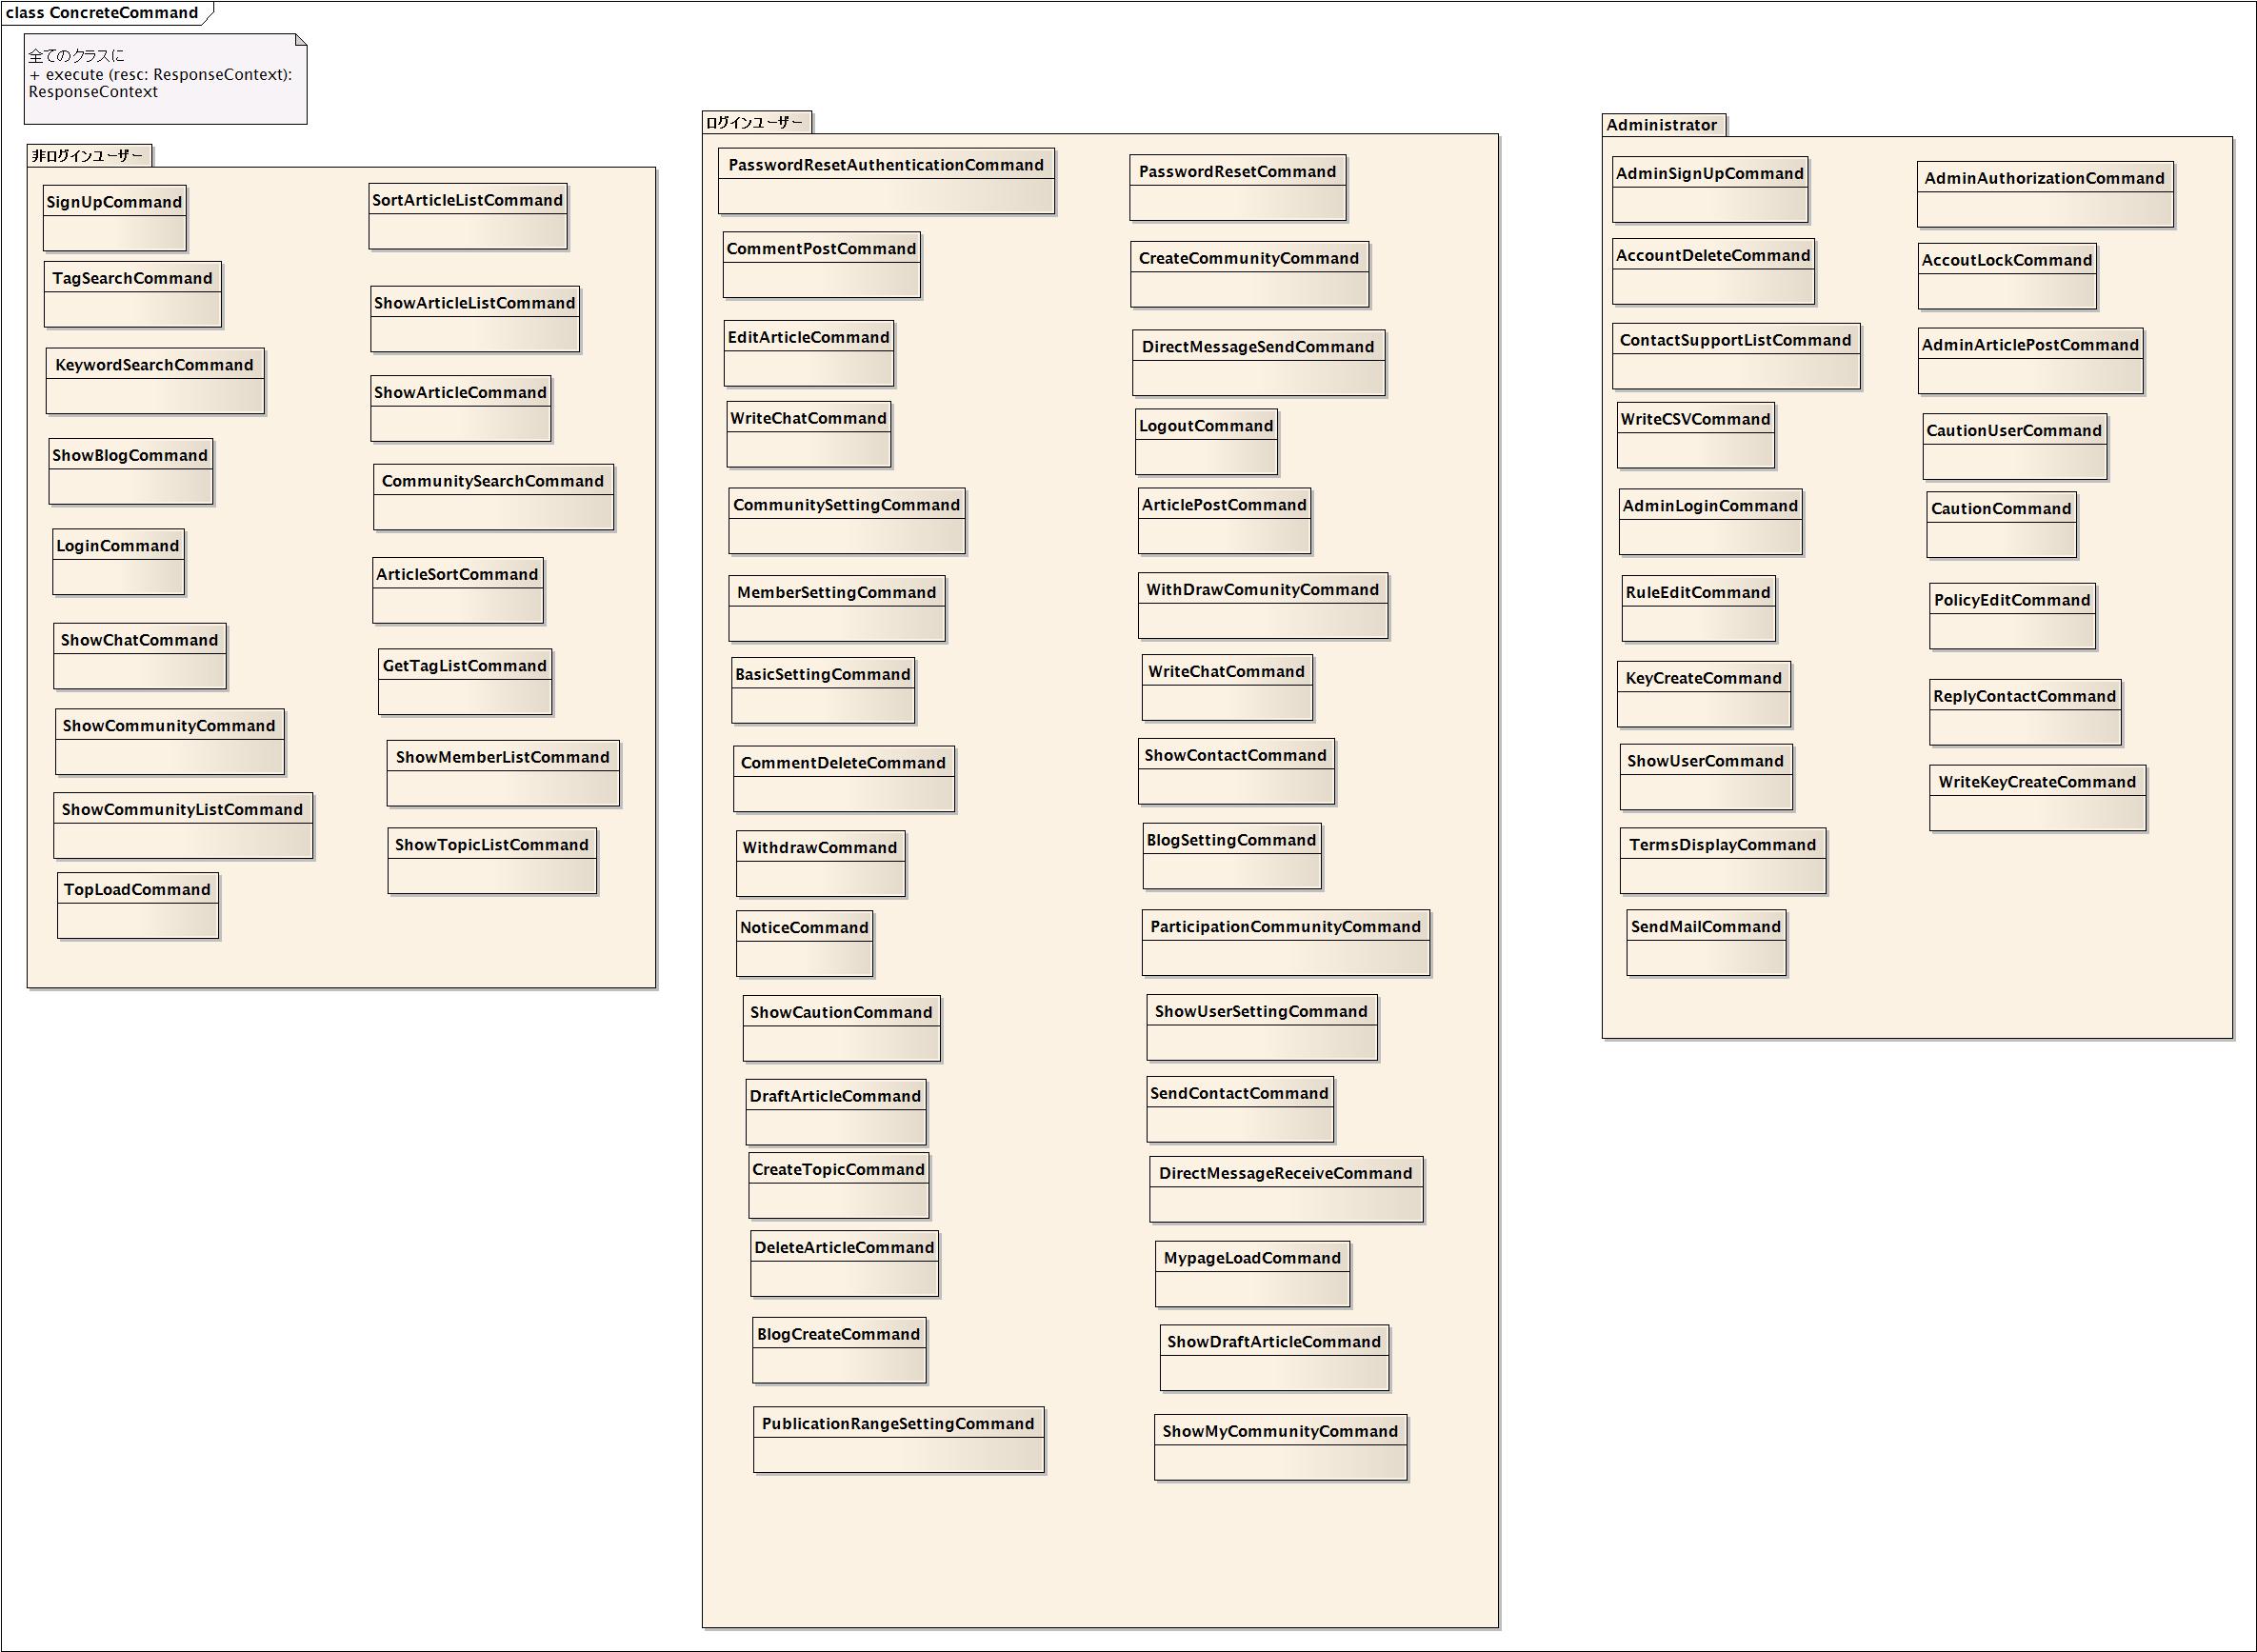 class ConcreteCommand
全てのクラスに
+ execute (resc: ResponseContext):
ResponseContext
非ログインユーザー
SignUpCommand
SortArticleListCommand
TagSearchCommand
ShowArticleListCommand
KeywordSearchCommand
ShowArticleCommand
ShowBlogCommand
CommunitySearchCommand
LoginCommand
ArticleSortCommand
ShowChatCommand
GetTagListCommand
ShowCommunityCommand
ShowMemberListCommand
ShowCommunityListCommand
ShowTopicListCommand
TopLoadCommand
ログインユーザー
PasswordResetAuthenticationCommand
PasswordResetCommand
CommentPostCommand
CreateCommunityCommand
EditArticleCommand
DirectMessageSendCommand
WriteChatCommand
LogoutCommand
CommunitySettingCommand
ArticlePostCommand
MemberSettingCommand
WithDrawComunityCommand
BasicSettingCommand
WriteChatCommand
CommentDeleteCommand
ShowContactCommand
WithdrawCommand
BlogSettingCommand
NoticeCommand
ParticipationCommunityCommand
ShowCautionCommand
ShowUserSettingCommand
DraftArticleCommand
SendContactCommand
CreateTopicCommand
DirectMessageReceiveCommand
DeleteArticleCommand
MypageLoadCommand
BlogCreateCommand
ShowDraftArticleCommand
PublicationRangeSettingCommand
ShowMyCommunityCommand
Administrator
AdminSignUpCommand
AdminAuthorizationCommand
AccountDeleteCommand
AccoutLockCommand
ContactSupportListCommand
AdminArticlePostCommand
WriteCSVCommand
CautionUserCommand
AdminLoginCommand
CautionCommand
RuleEditCommand
PolicyEditCommand
KeyCreateCommand
ReplyContactCommand
ShowUserCommand
WriteKeyCreateCommand
TermsDisplayCommand
SendMailCommand